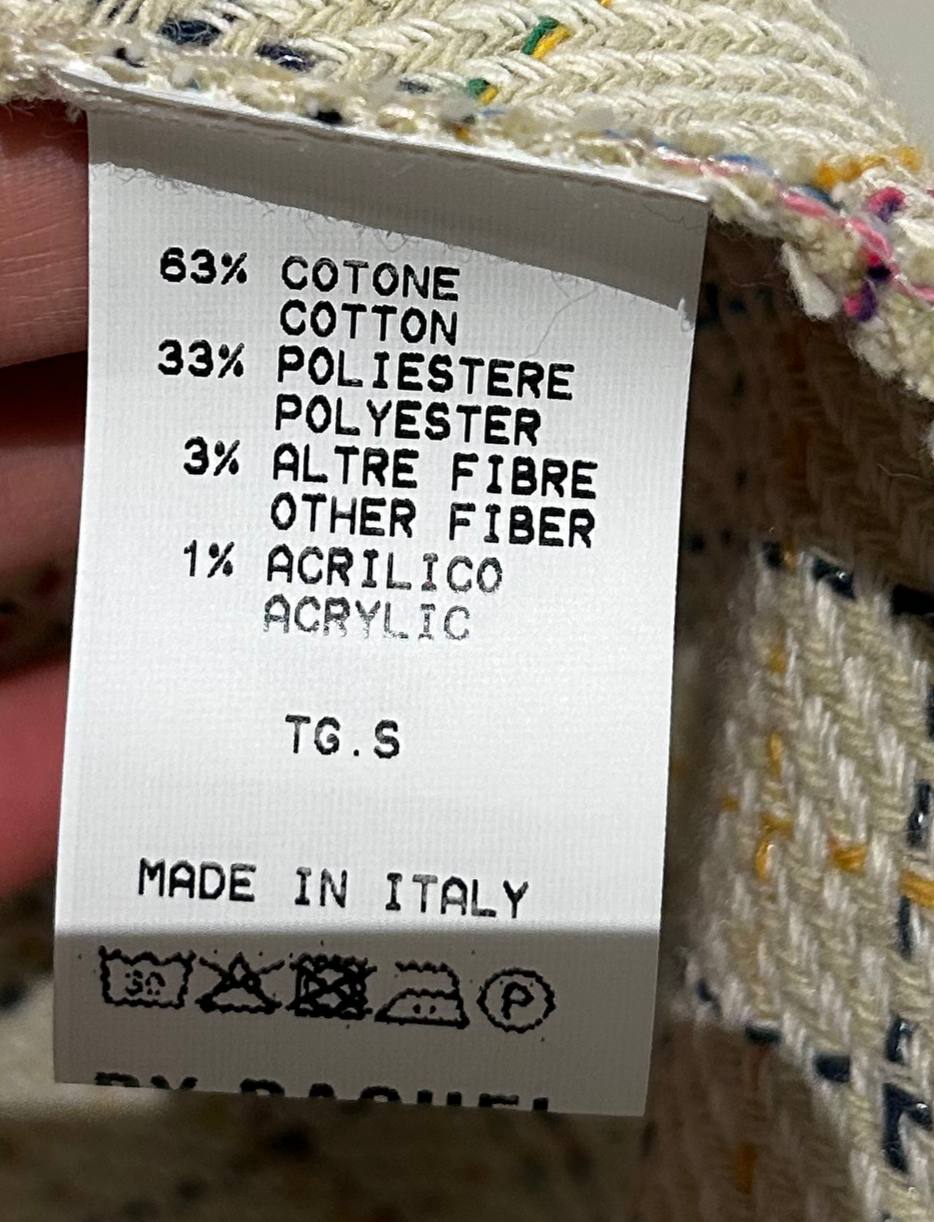 63% COTONE
COTTON
33% POLIESTERE
POLYESTER
3% ALTRE FIBRE
OTHER FIBER
1% ACRILICO
ACRYLIC
TG.S
MADE IN ITALY
30 P